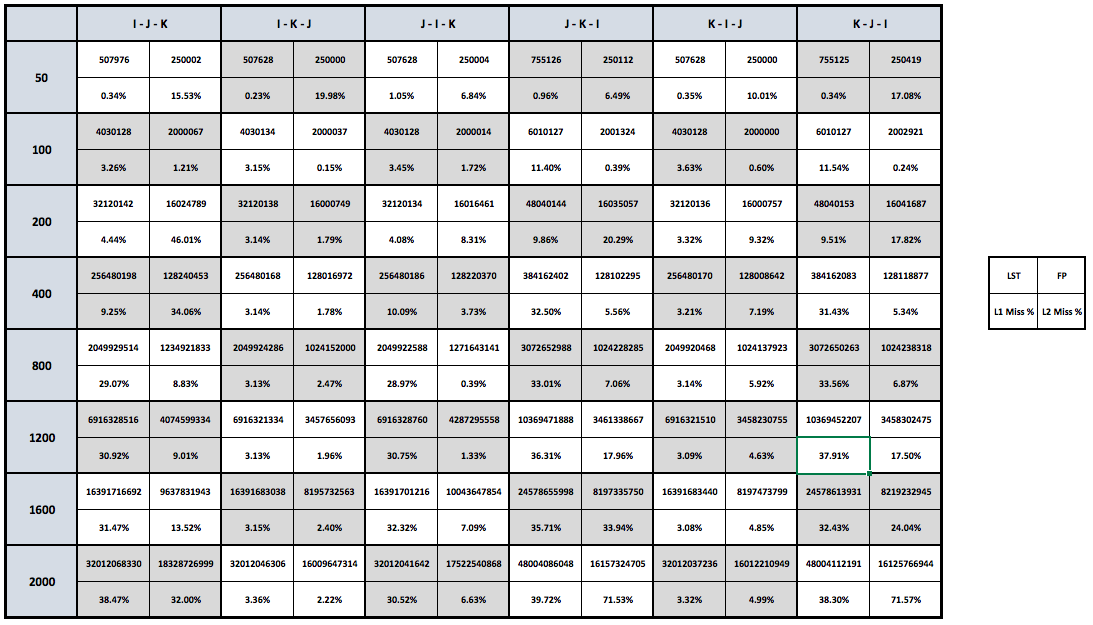 I - J - K I - K - J J - I - K J - K - I K - I - J K - J - I
50 507976 250002 507628 250000 507628 250004 755126 250112 507628 250000 755125 250419
0.34% 15.53% 0.23% 19.98% 1.05% 6.84% 0.96% 6.49% 0.35% 10.01% 0.34% 17.08%
100 4030128 2000067 4030134 2000037 4030128 2000014 6010127 2001324 4030128 2000000 6010127 2002921
3.26% 1.21% 3.15% 0.15% 3.45% 1.72% 11.40% 0.39% 3.63% 0.60% 11.54% 0.24%
200 32120142 16024789 32120138 16000749 32120134 16016461 48040144 16035057 32120136 16000757 48040153 16041687
4.44% 46.01% 3.14% 1.79% 4.08% 8.31% 9.86% 20.29% 3.32% 9.32% 9.51% 17.82%
400 256480198 128240453 256480168 128016972 256480186 128220370 384162402 128102295 256480170 128008642 384162083 128118877
9.25% 34.06% 3.14% 1.78% 10.09% 3.73% 32.50% 5.56% 3.21% 7.19% 31.43% 5.34%
800 2049929514 1234921833 2049924286 1024152000 2049922588 1271643141 3072652988 1024228285 2049920468 1024137923 3072650263 1024238318
29.07% 8.83% 3.13% 2.47% 28.97% 0.39% 33.01% 7.06% 3.14% 5.92% 33.56% 6.87%
1200 6916328516 4074599334 6916321334 3457656093 6916328760 4287295558 10369471888 3461338667 6916321510 3458230755 10369452207 3458302475
30.92% 9.01% 3.13% 1.96% 30.75% 1.33% 36.31% 17.96% 3.09% 4.63% 37.91% 17.50%
1600 16391716692 9637831943 16391683038 8195732563 16391701216 10043647854 24578655998 8197335750 16391683440 8197473799 24578613931 8219232945
31.47% 13.52% 3.15% 2.40% 32.32% 7.09% 35.71% 33.94% 3.08% 4.85% 32.43% 24.04%
2000 32012068330 18328726999 32012046306 16009647314 32012041642 17522540868 48004086048 16157324705 32012037236 16012210949 48004112191 16125766944
38.47% 32.00% 3.36% 2.22% 30.52% 6.63% 39.72% 71.53% 3.32% 4.99% 38.30% 71.57%
LST FP
L1 Miss % L2 Miss %